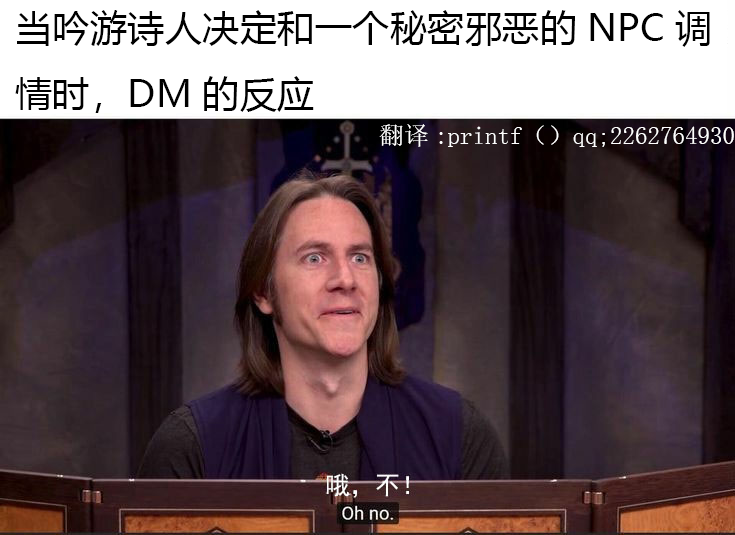 当吟游诗人决定和一个秘密邪恶的 NPC 调
情时，DM 的反应
翻译:printf（）qq;2262764930
哦，不！
Oh no.